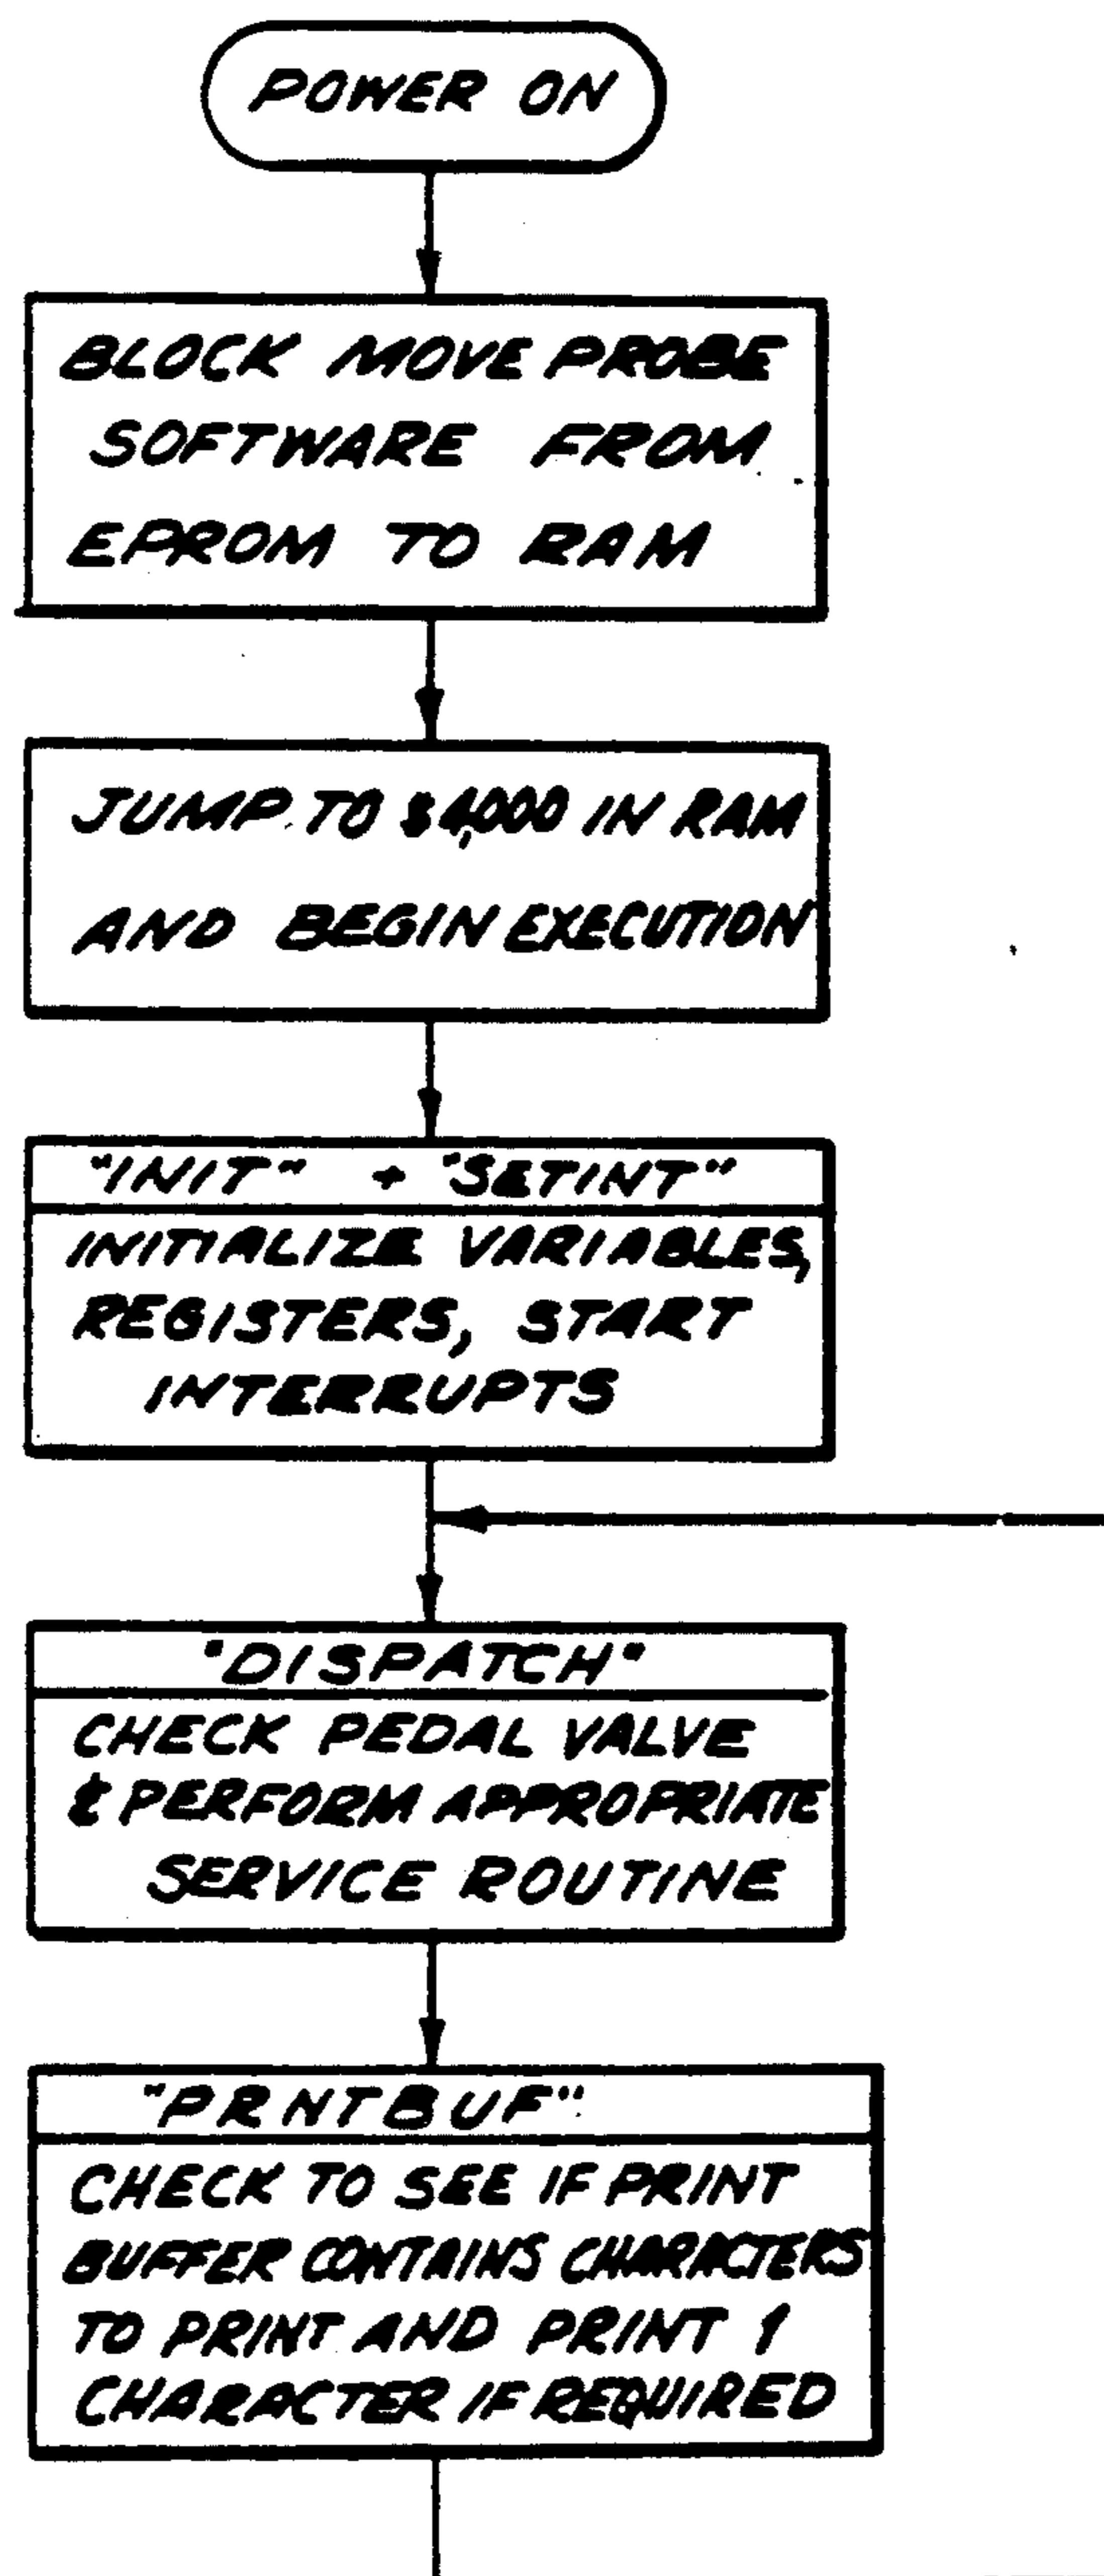 POWER ON
BLOCK MOVE PROBE
SOFTWARE FROM
EPROM TO RAM
JUMP TO $4,000 IN RAM
AND BEGIN EXECUTION
"INIT" + "SETINT"
INITIALIZE VARIABLES,
REGISTERS, START
INTERRUPTS
"DISPATCH"
CHECK PEDAL VALVE
& PERFORM APPROPRIATE
SERVICE ROUTINE
"PRNTBUF"
CHECK TO SEE IF PRINT
BUFFER CONTAINS CHARACTERS
TO PRINT AND PRINT 1
CHARACTER IF REQUIRED